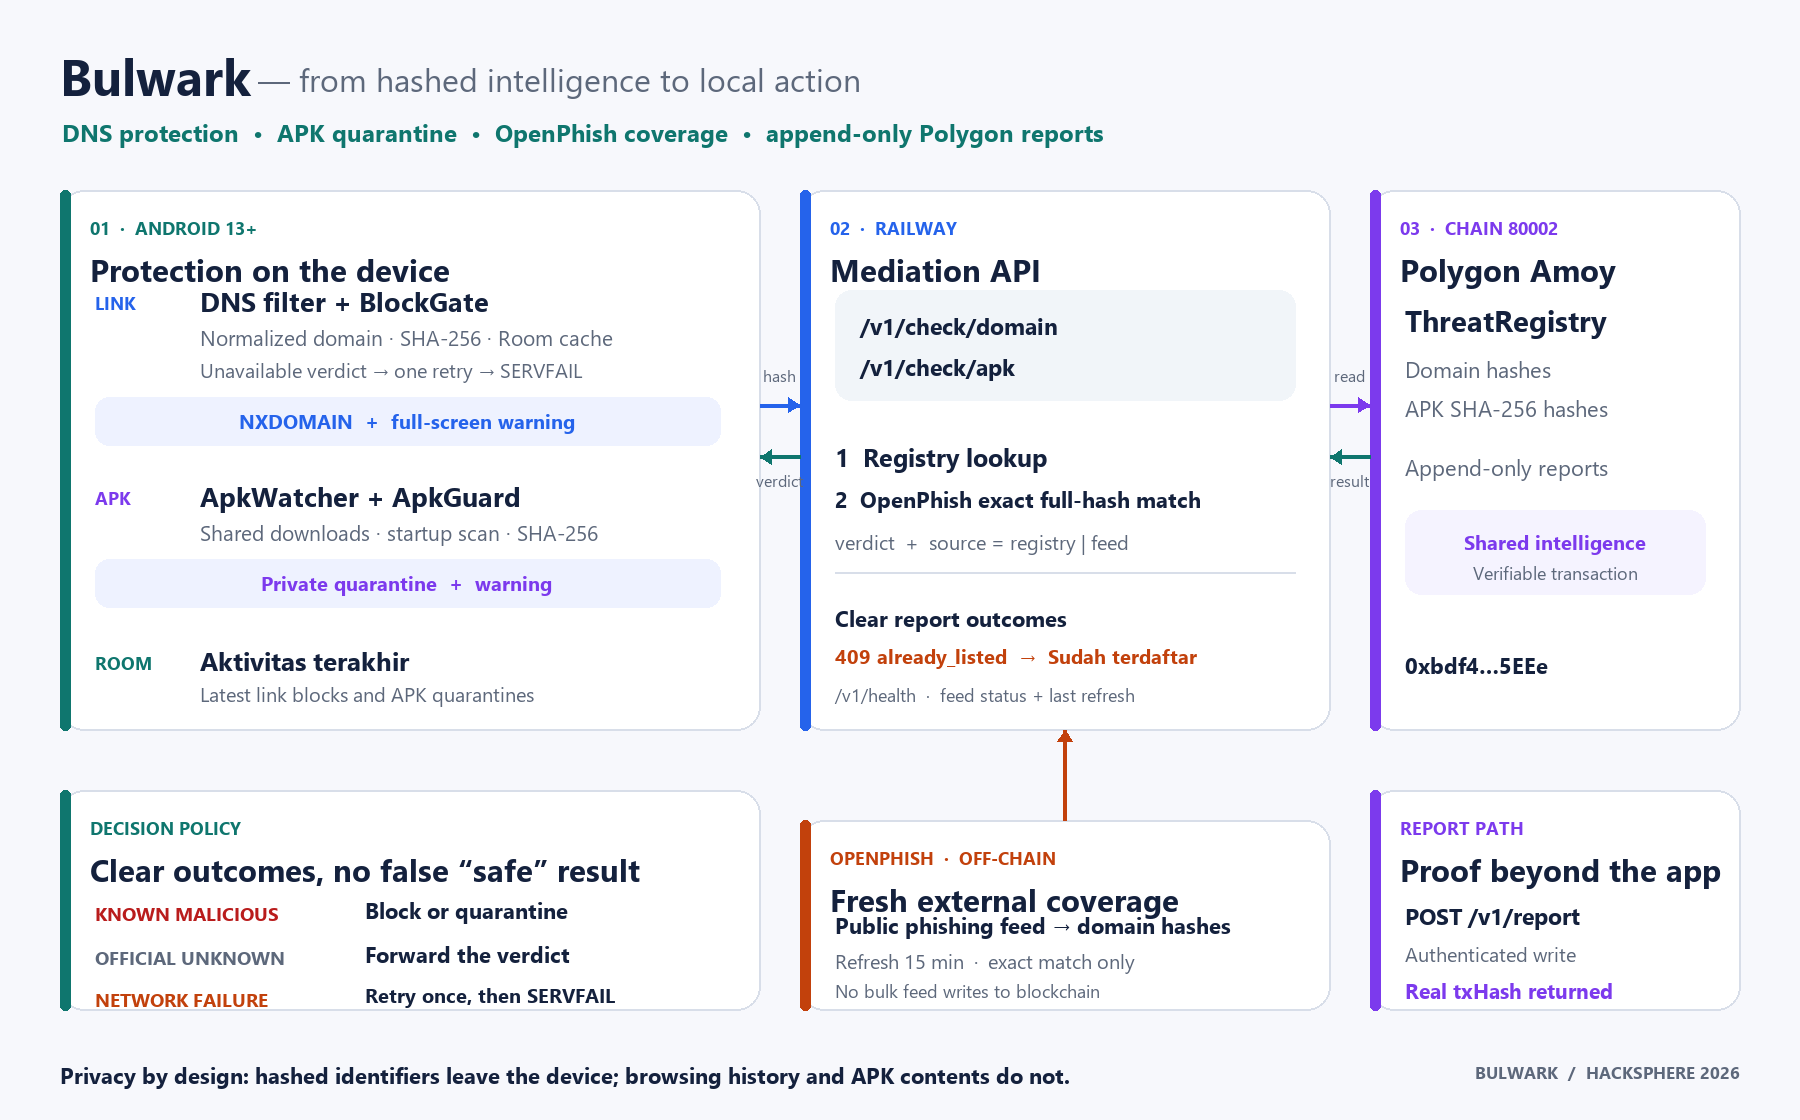 Bulwark — from hashed intelligence to local action
DNS protection • APK quarantine • OpenPhish coverage • append-only Polygon reports
01 · ANDROID 13+
Protection on the device
LINK DNS filter + BlockGate
Normalized domain · SHA-256 · Room cache
Unavailable verdict → one retry → SERVFAIL
NXDOMAIN + full-screen warning
APK ApkWatcher + ApkGuard
Shared downloads · startup scan · SHA-256
Private quarantine + warning
ROOM Aktivitas terakhir
Latest link blocks and APK quarantines
hash
verdict
02 · RAILWAY
Mediation API
/v1/check/domain
/v1/check/apk
1 Registry lookup
2 OpenPhish exact full-hash match
verdict + source = registry | feed
Clear report outcomes
409 already_listed → Sudah terdaftar
/v1/health · feed status + last refresh
read
result
03 · CHAIN 80002
Polygon Amoy
ThreatRegistry
Domain hashes
APK SHA-256 hashes
Append-only reports
Shared intelligence
Verifiable transaction
0xbdf4...5EEe
DECISION POLICY
Clear outcomes, no false “safe” result
KNOWN MALICIOUS Block or quarantine
OFFICIAL UNKNOWN Forward the verdict
NETWORK FAILURE Retry once, then SERVFAIL
OPENPHISH · OFF-CHAIN
Fresh external coverage
Public phishing feed → domain hashes
Refresh 15 min · exact match only
No bulk feed writes to blockchain
REPORT PATH
Proof beyond the app
POST /v1/report
Authenticated write
Real txHash returned
Privacy by design: hashed identifiers leave the device; browsing history and APK contents do not.
BULWARK / HACKSPHERE 2026